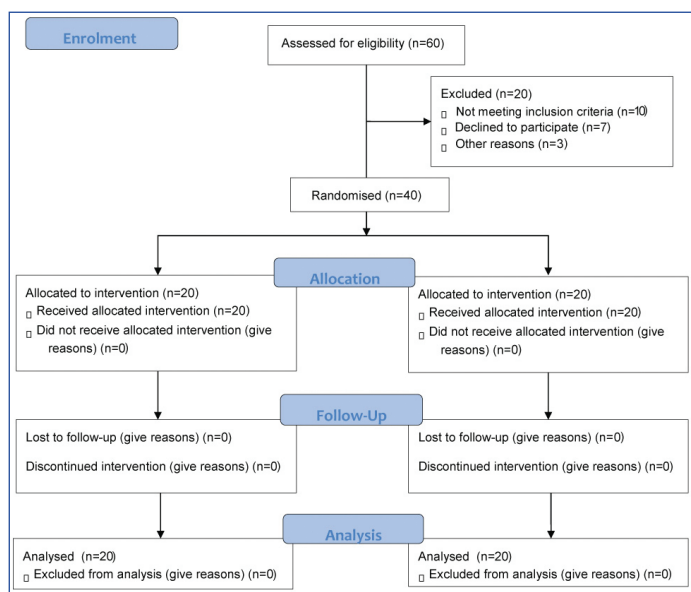 Enrolment
Assessed for eligibility (n=60)
Excluded (n=20)
Not meeting inclusion criteria (n=10)
Declined to participate (n=7)
Other reasons (n=3)
Randomised (n=40)
Allocation
Allocated to intervention (n=20)
Received allocated intervention (n=20)
Did not receive allocated intervention (give
reasons) (n=0)
Allocated to intervention (n=20)
Received allocated intervention (n=20)
Did not receive allocated intervention (give
reasons) (n=0)
Follow-Up
Lost to follow-up (give reasons) (n=0)
Discontinued intervention (give reasons) (n=0)
Lost to follow-up (give reasons) (n=0)
Discontinued intervention (give reasons) (n=0)
Analysis
Analysed (n=20)
Excluded from analysis (give reasons) (n=0)
Analysed (n=20)
Excluded from analysis (give reasons) (n=0)